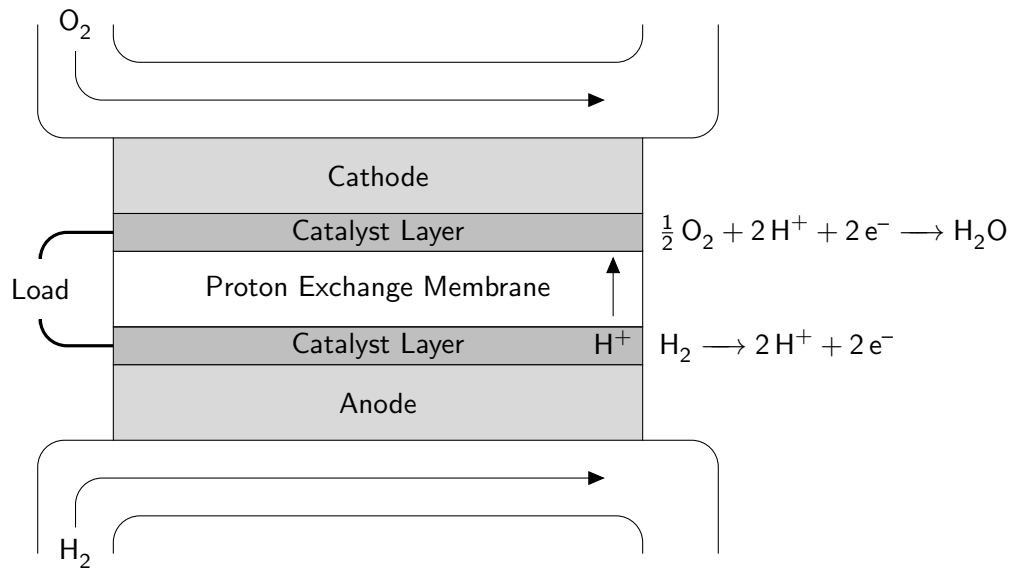 O₂
Cathode
Catalyst Layer
½ O₂ + 2 H⁺ + 2 e⁻ ⟶ H₂O
Load
Proton Exchange Membrane
Catalyst Layer
H⁺
H₂ ⟶ 2 H⁺ + 2 e⁻
Anode
H₂